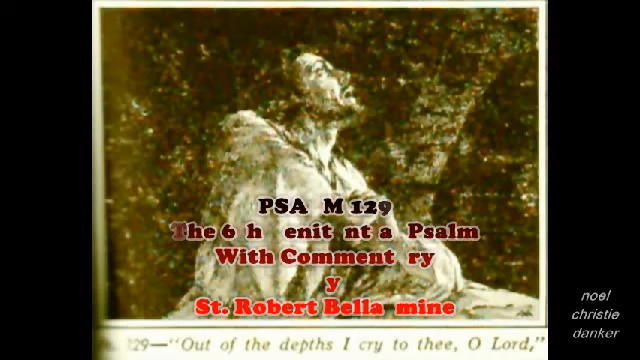 PSA M 129
The 6 h enit nt a Psalm
With Comment ry
y
St. Robert Bella mine
noel
christie
danker
29—"Out of the depths I cry to thee, O Lord,"